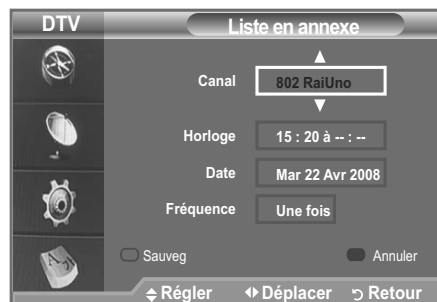 DTV
Liste en annexe
Canal 802 RaiUno
Horloge 15 : 20 à -- : --
Date Mar 22 Avr 2008
Fréquence Une fois
Sauveg Annuler
Régler Déplacer Retour